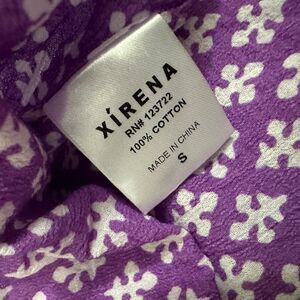 XÍRENA
RN# 123722
100% COTTON
MADE IN CHINA
S